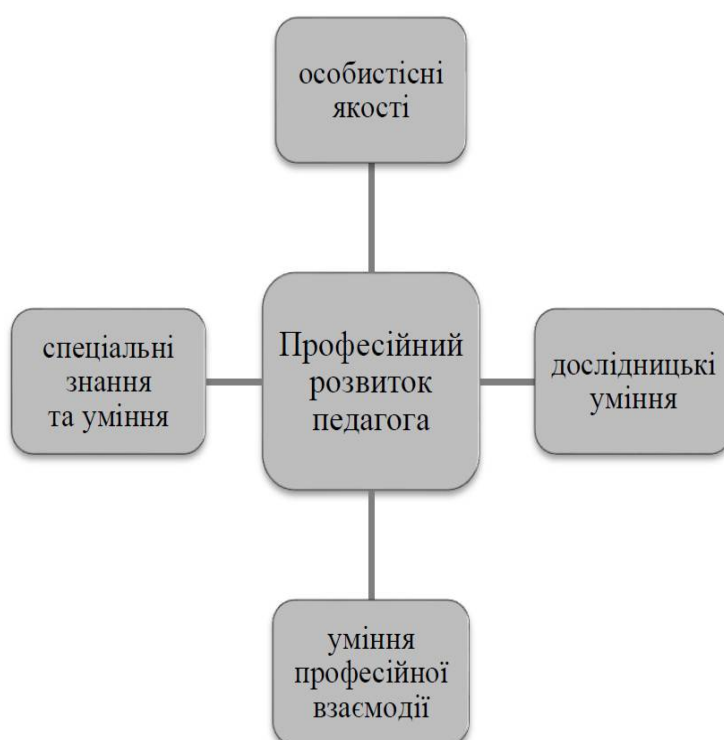 особистісні
якості
спеціальні
знання
та уміння
Професійний
розвиток
педагога
дослідницькі
уміння
уміння
професійної
взаємодії